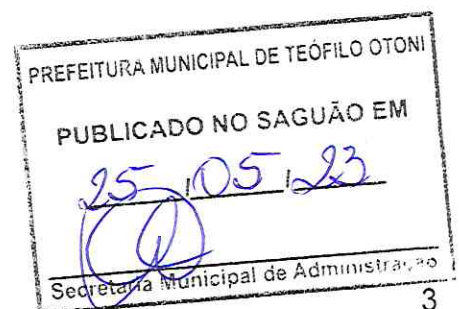 PREFEITURA MUNICIPAL DE TEÓFILO OTONI
PUBLICADO NO SAGUÃO EM
25 / 05 / 23
Secretaria Municipal de Administração
3